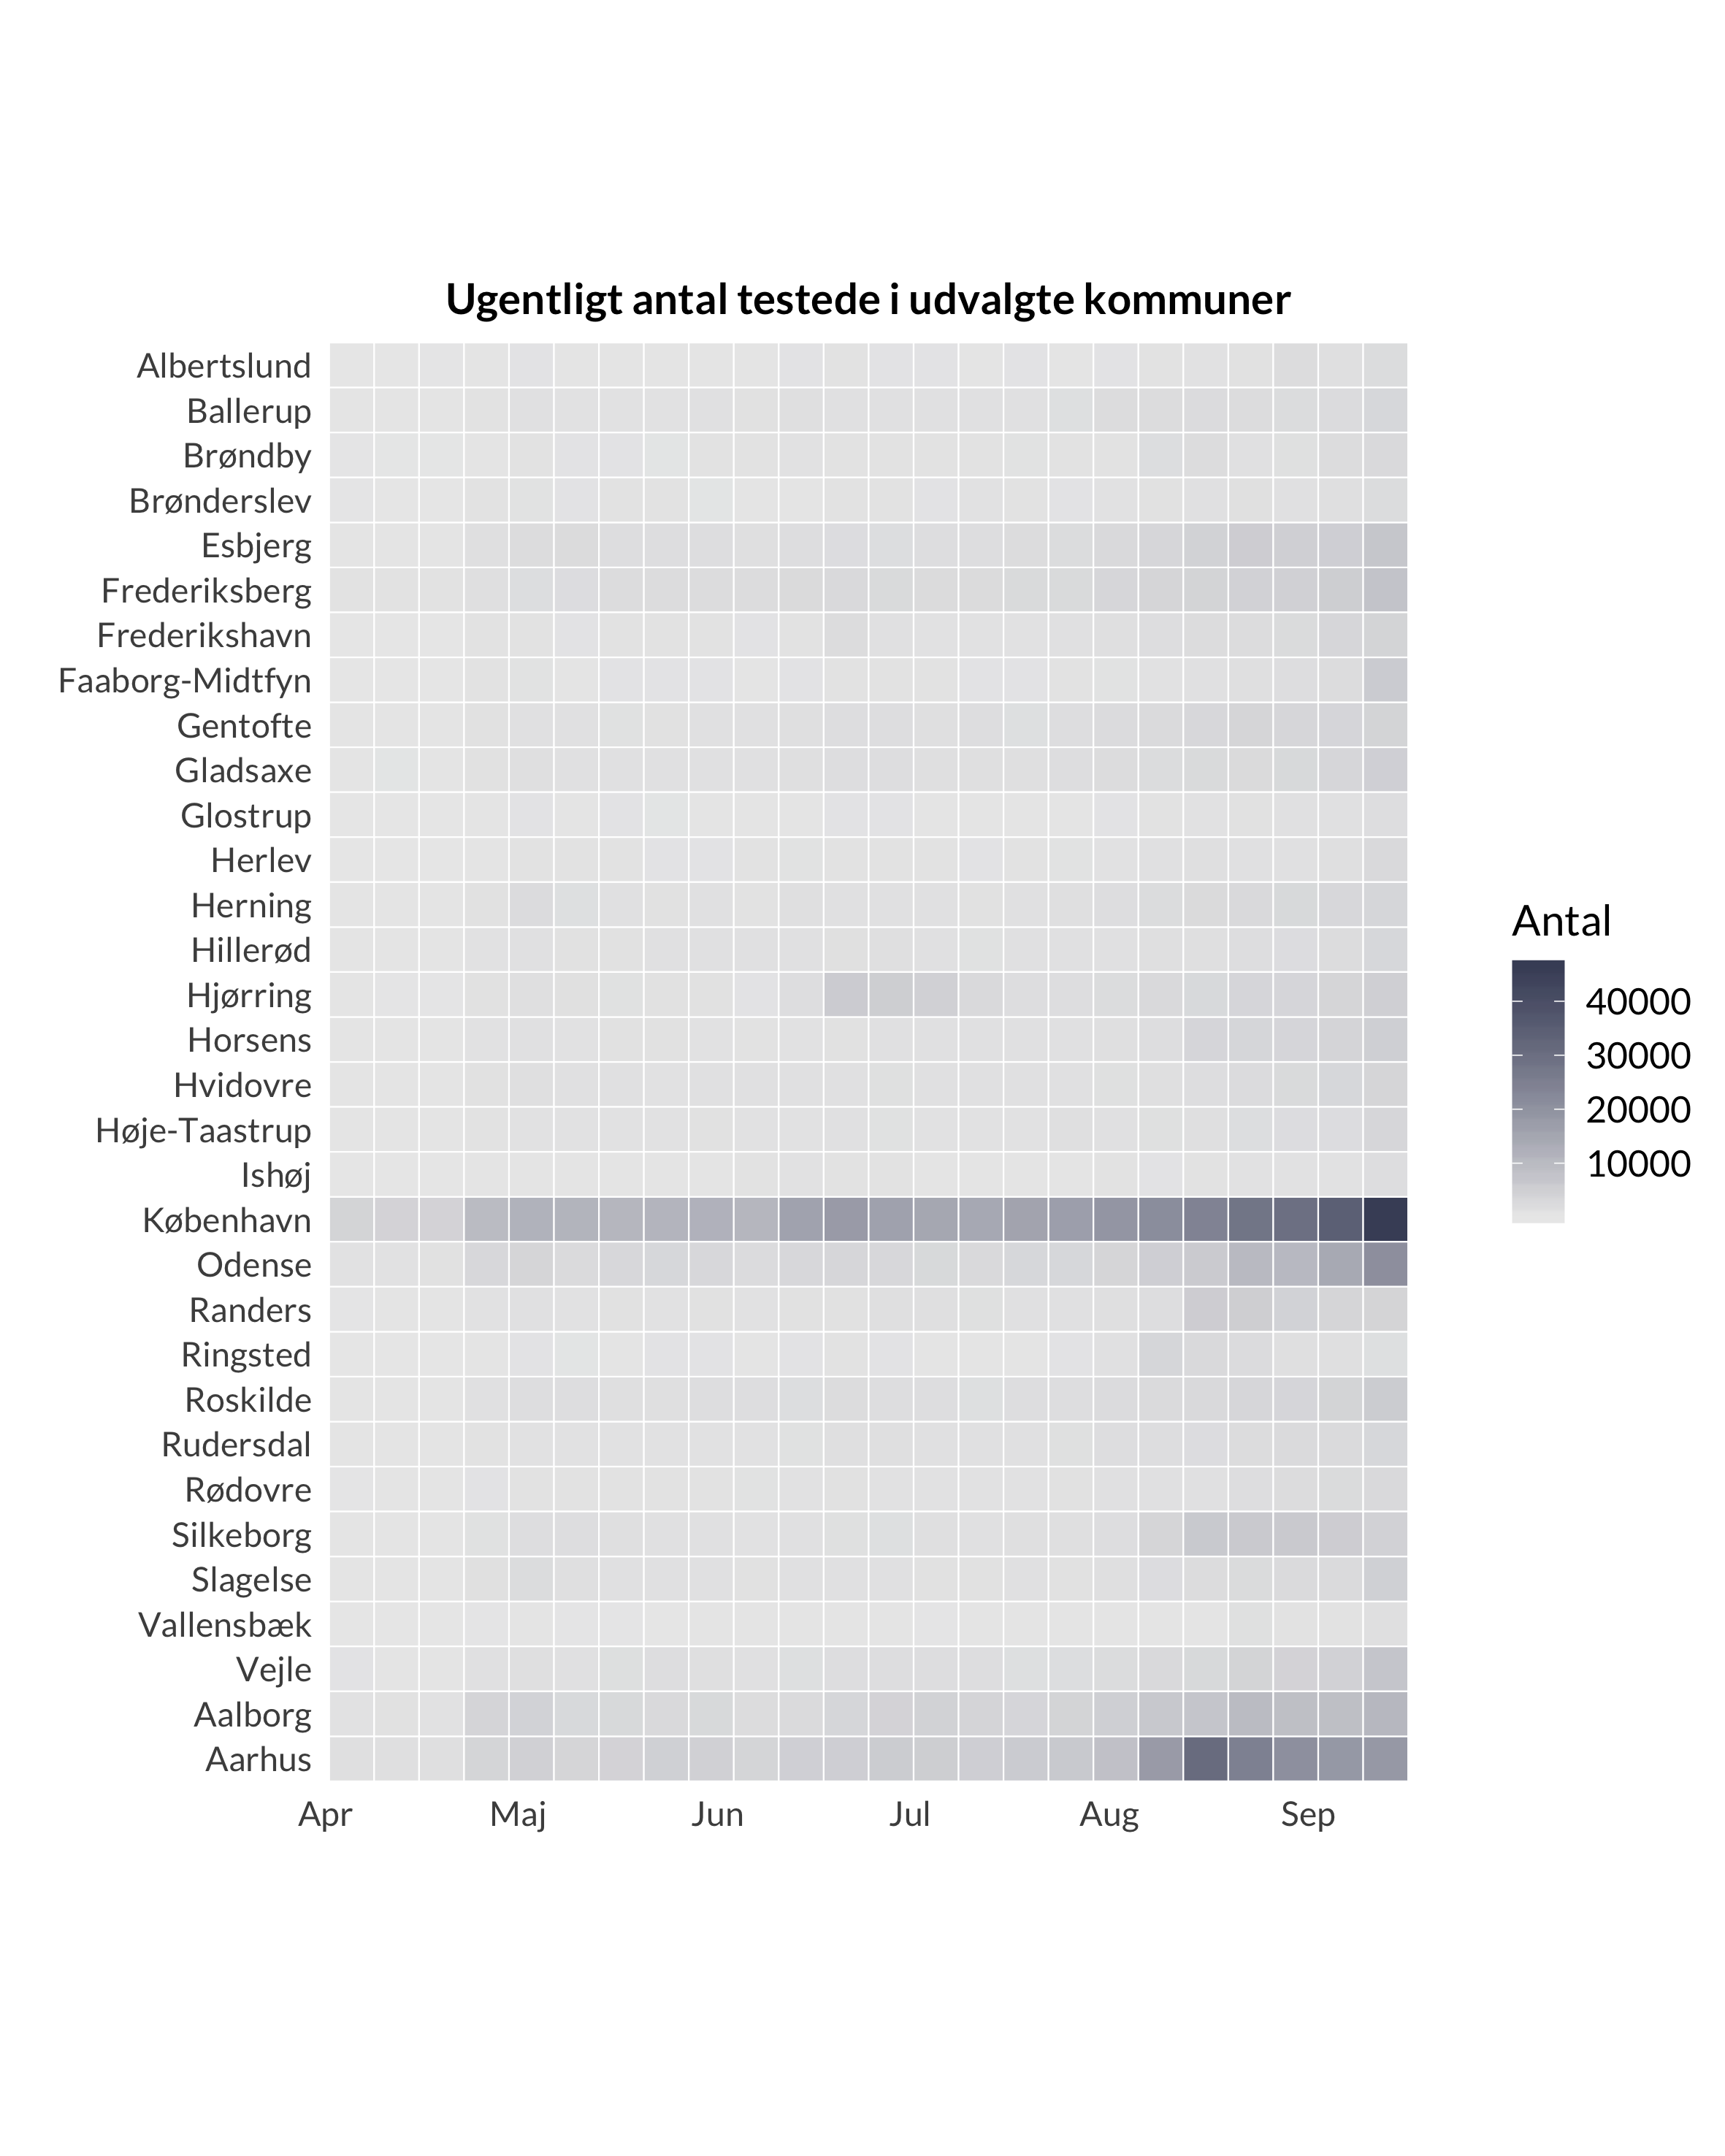 Ugentligt antal testede i udvalgte kommuner
Albertslund
Ballerup
Brøndby
Brønderslev
Esbjerg
Frederiksberg
Frederikshavn
Faaborg-Midtfyn
Gentofte
Gladsaxe
Glostrup
Herlev
Herning
Hillerød
Hjørring
Horsens
Hvidovre
Høje-Taastrup
Ishøj
København
Odense
Randers
Ringsted
Roskilde
Rudersdal
Rødovre
Silkeborg
Slagelse
Vallensbæk
Vejle
Aalborg
Aarhus
Apr Maj Jun Jul Aug Sep
Antal
40000
30000
20000
10000